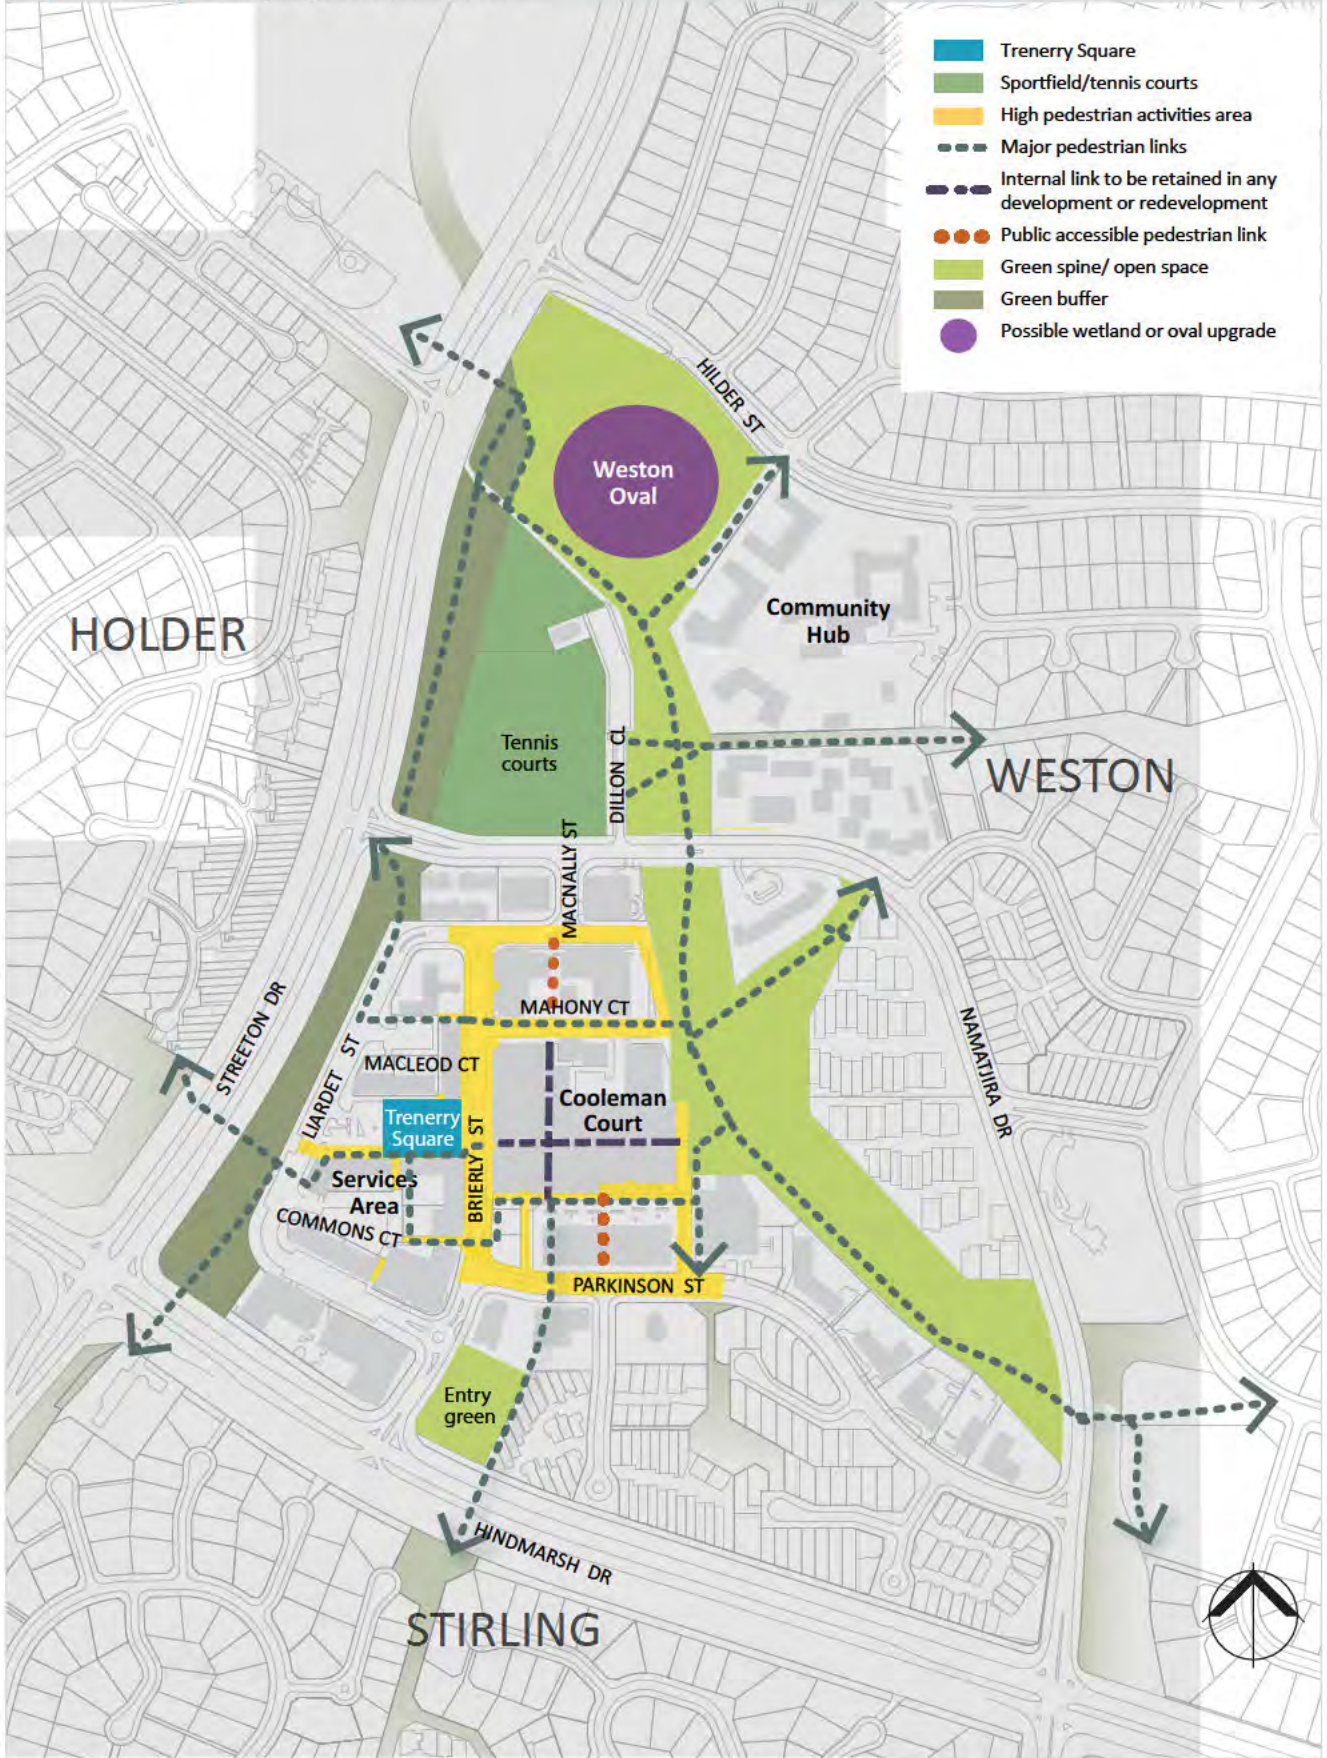 Trenerry Square
Sportfield/tennis courts
High pedestrian activities area
Major pedestrian links
Internal link to be retained in any
development or redevelopment
Public accessible pedestrian link
Green spine/ open space
Green buffer
Possible wetland or oval upgrade
HILDER ST
Weston
Oval
Community
Hub
HOLDER
Tennis
courts
DILLON CL
WESTON
MACNALLY ST
STREETON DR
MAHONY CT
NAMATJIRA DR
LIARDET ST
MACLEOD CT
Cooleman
Court
Trenerry
Square
BRIERLY ST
Services
Area
COMMONS CT
PARKINSON ST
Entry
green
HINDMARSH DR
STIRLING